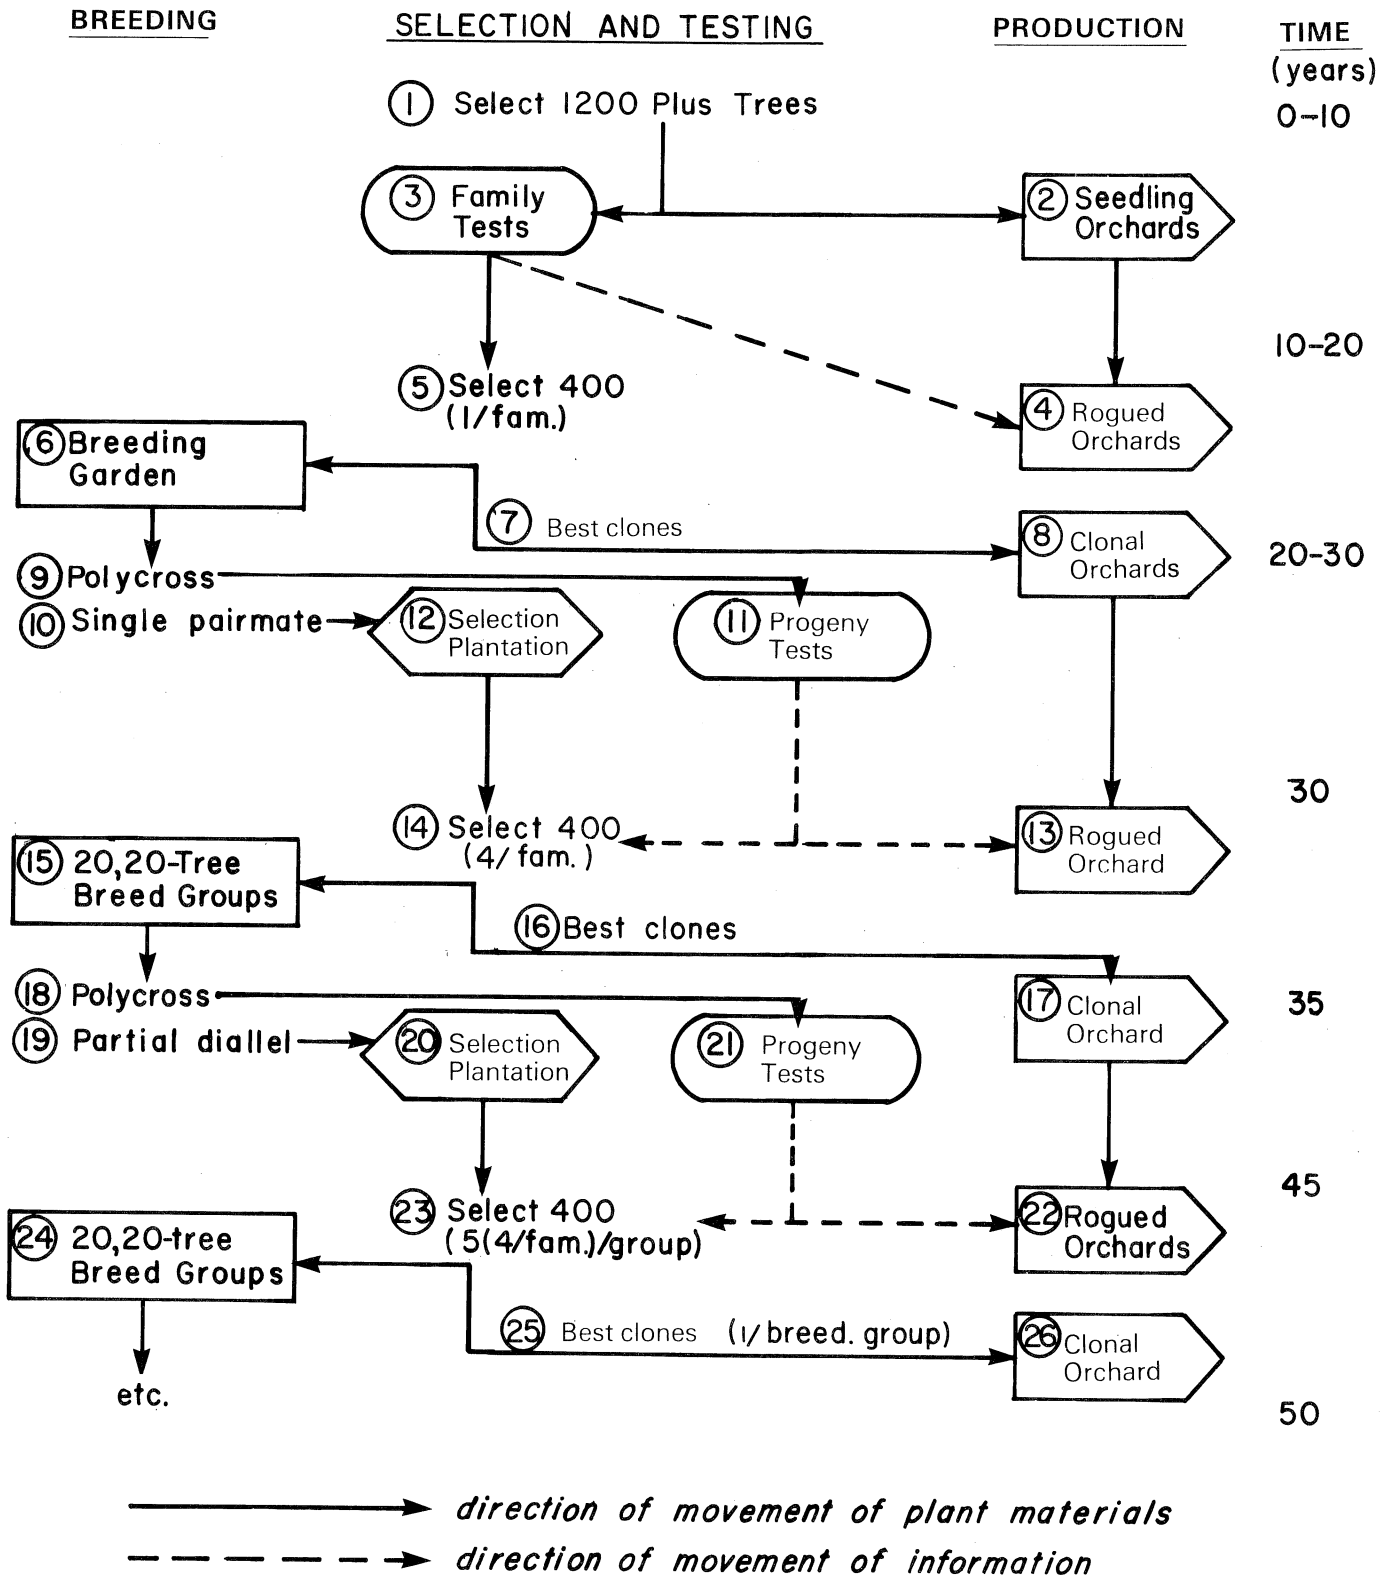 BREEDING
SELECTION AND TESTING
PRODUCTION
TIME
(years)
1 Select 1200 Plus Trees
0-10
3 Family
Tests
2 Seedling
Orchards
10-20
5 Select 400
(1/fam.)
4 Rogued
Orchards
6 Breeding
Garden
7 Best clones
8 Clonal
Orchards
20-30
9 Polycross
10 Single pairmate
12 Selection
Plantation
11 Progeny
Tests
30
14 Select 400
(4/fam.)
13 Rogued
Orchard
15 20,20-Tree
Breed Groups
16 Best clones
17 Clonal
Orchard
35
18 Polycross
19 Partial diallel
20 Selection
Plantation
21 Progeny
Tests
45
23 Select 400
(5(4/fam.)/group)
22 Rogued
Orchards
24 20,20-tree
Breed Groups
25 Best clones (1/breed. group)
26 Clonal
Orchard
etc.
50
direction of movement of plant materials
direction of movement of information